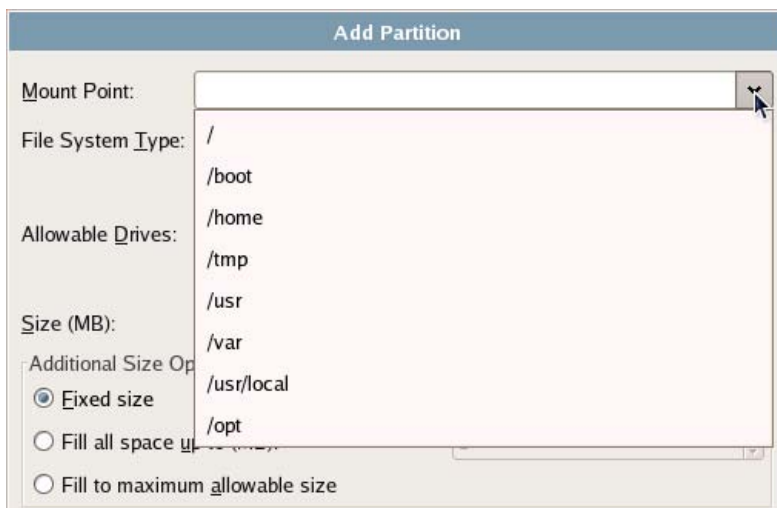 Add Partition
Mount Point:
File System Type:
/
/boot
/home
Allowable Drives:
/tmp
/usr
Size (MB):
/var
Additional Size Op
/usr/local
Fixed size
/opt
Fill all space
Fill to maximum allowable size